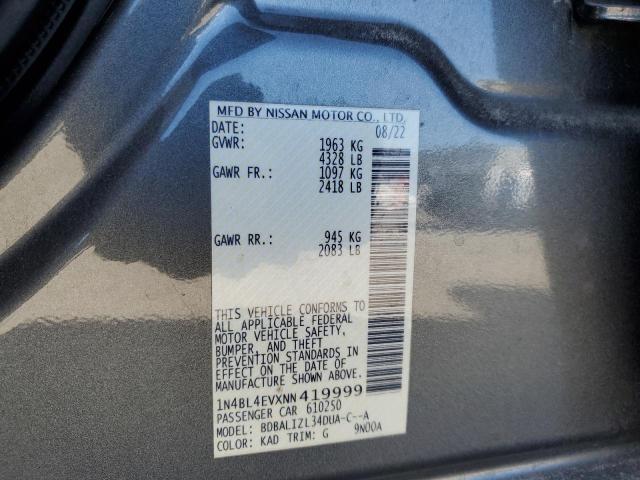 MFD BY NISSAN MOTOR CO., LTD.
DATE: 08/22
GVWR: 1963 KG
4328 LB
GAWR FR.: 1097 KG
2418 LB
GAWR RR.: 945 KG
2083 LB
THIS VEHICLE CONFORMS TO
ALL APPLICABLE FEDERAL
MOTOR VEHICLE SAFETY,
BUMPER, AND THEFT
PREVENTION STANDARDS IN
EFFECT ON THE DATE OF
MANUFACTURE SHOWN ABOVE.
1N4BL4EVXNN419999
PASSENGER CAR 610250
MODEL: BDBALIZL34DUA-C--A
COLOR: KAD TRIM: G 9N00A